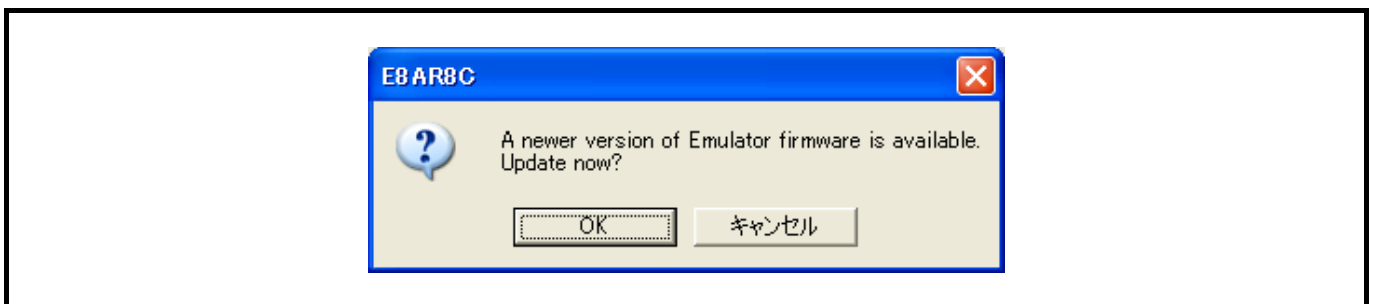 E8AR8C
A newer version of Emulator firmware is available.
Update now?
OK
キャンセル